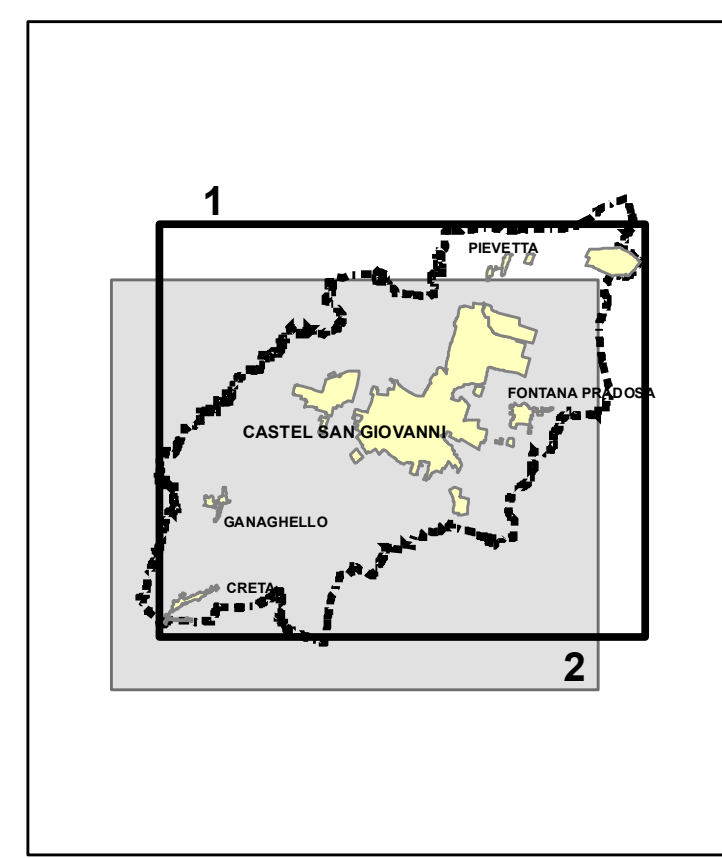 1
PIEVETTA
FONTANA PRADOSA
CASTEL SAN GIOVANNI
GANAGHELLO
CRETA
2